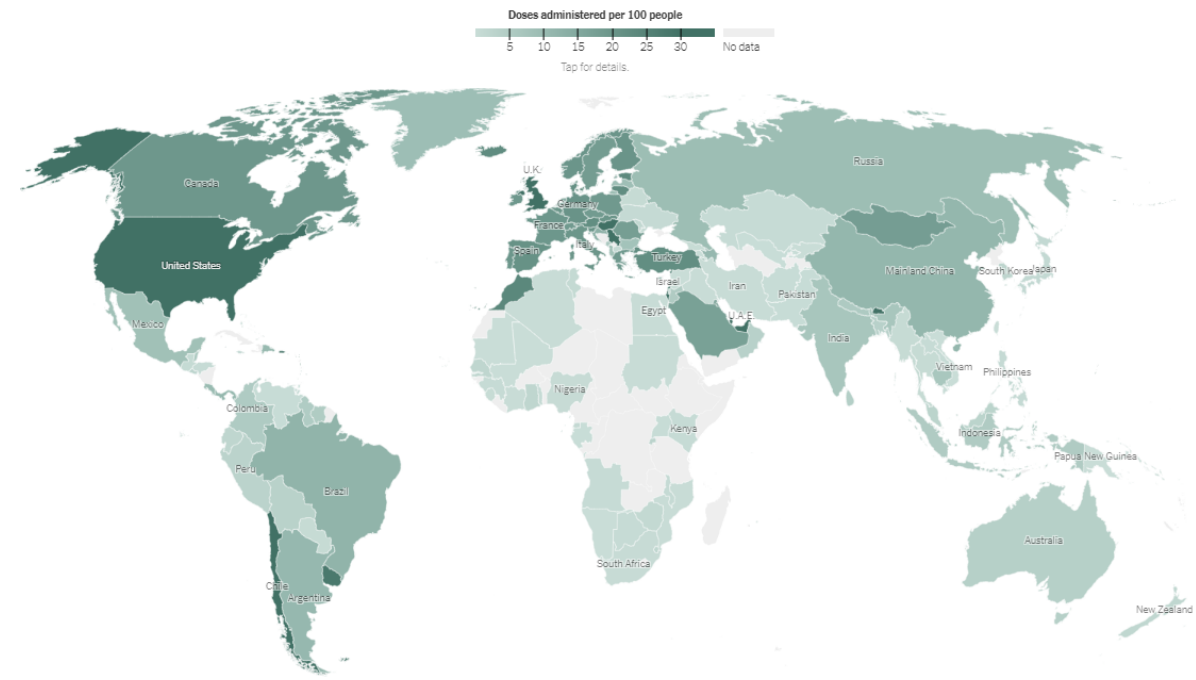 Doses administered per 100 people
5 10 15 20 25 30 No data
Tap for details.
Russia
U.K.
Canada
Germany
France
Italy
Spain
Turkey
United States
Mainland China
South Korea
Japan
Israel
Iran
Pakistan
Egypt
U.A.E.
Mexico
India
Vietnam
Philippines
Nigeria
Colombia
Kenya
Indonesia
Papua New Guinea
Peru
Brazil
Australia
South Africa
Chile
Argentina
New Zealand